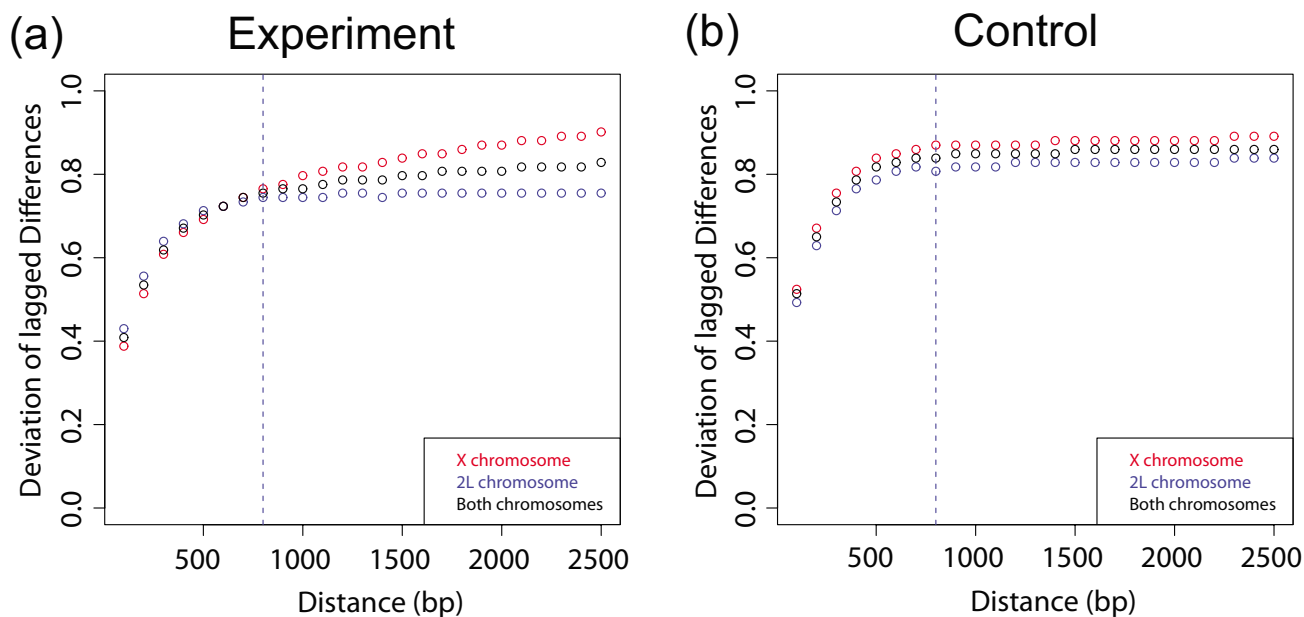 (a) Experiment
Deviation of lagged Differences
0.0 0.2 0.4 0.6 0.8 1.0
X chromosome
2L chromosome
Both chromosomes
500 1000 1500 2000 2500
Distance (bp)
(b) Control
Deviation of lagged Differences
0.0 0.2 0.4 0.6 0.8 1.0
X chromosome
2L chromosome
Both chromosomes
500 1000 1500 2000 2500
Distance (bp)